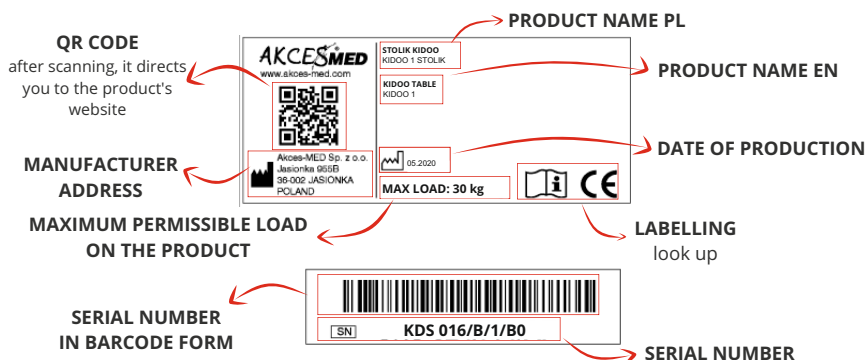 QR CODE
after scanning, it directs
you to the product's
website
MANUFACTURER
ADDRESS
MAXIMUM PERMISSIBLE LOAD
ON THE PRODUCT
SERIAL NUMBER
IN BARCODE FORM
AKCESMED
www.akces-med.com
Akces-MED Sp. z o.o.
Jasionka 955B
36-002 JASIONKA
POLAND
STOLIK KIDOO
KIDOO 1 STOLIK
KIDOO TABLE
KIDOO 1
05.2020
MAX LOAD: 30 kg
i CE
SN KDS 016/B/1/B0
PRODUCT NAME PL
PRODUCT NAME EN
DATE OF PRODUCTION
LABELLING
look up
SERIAL NUMBER